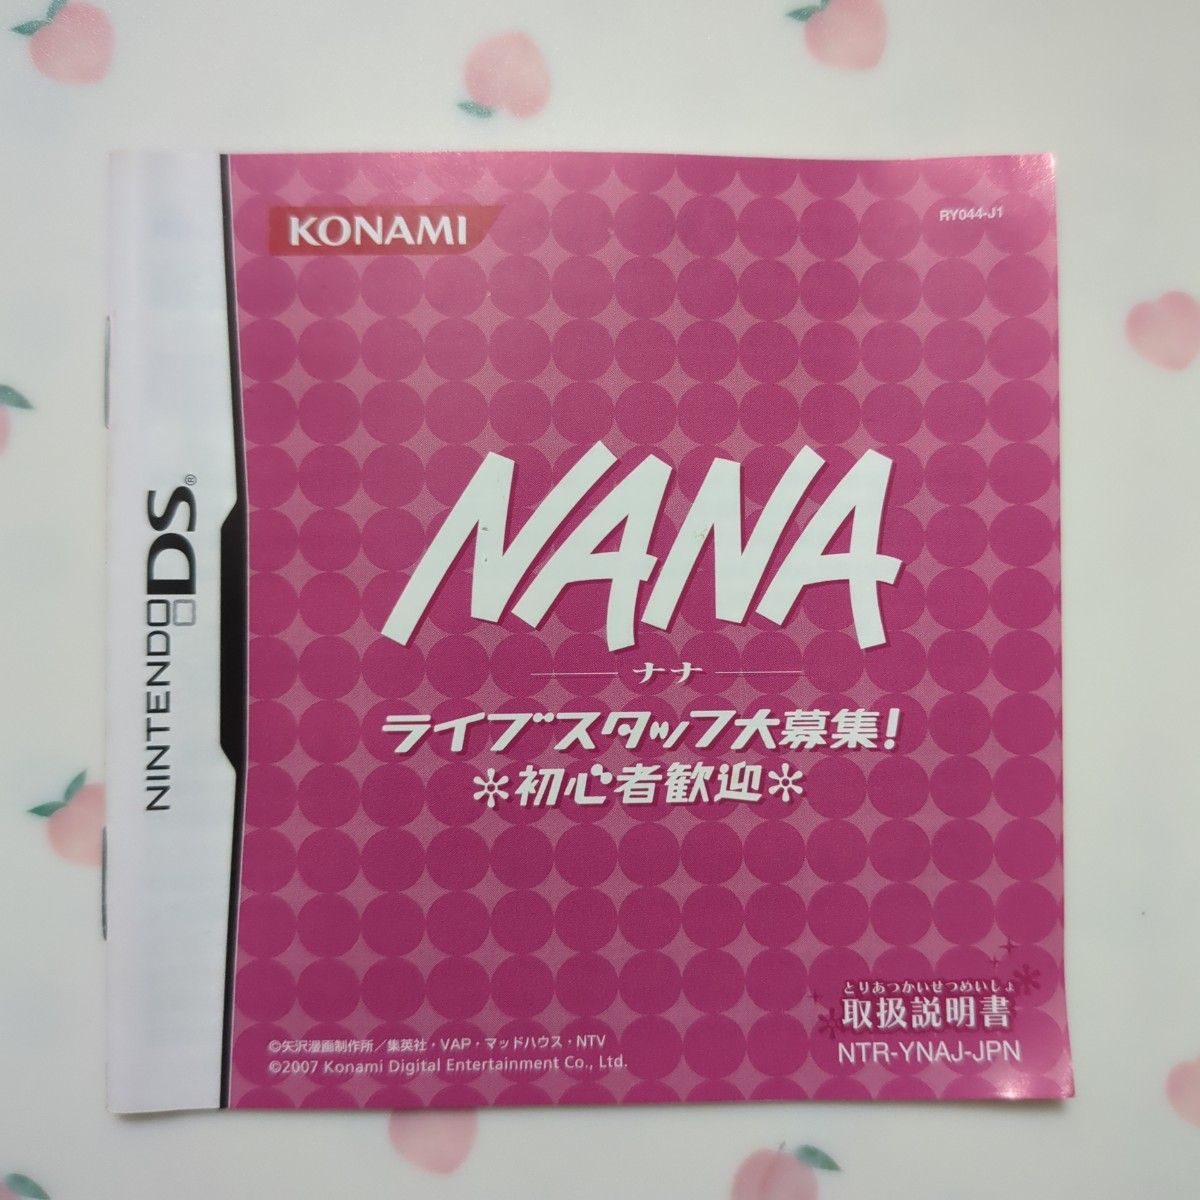 KONAMI
RY044-J1
NINTENDO DS®
NANA
ナナ
ライブスタッフ大募集!
✼初心者歓迎✼
とりあつかいせつめいしょ
取扱説明書
NTR-YNAJ-JPN
©矢沢漫画制作所／集英社・VAP・マッドハウス・NTV
©2007 Konami Digital Entertainment Co., Ltd.